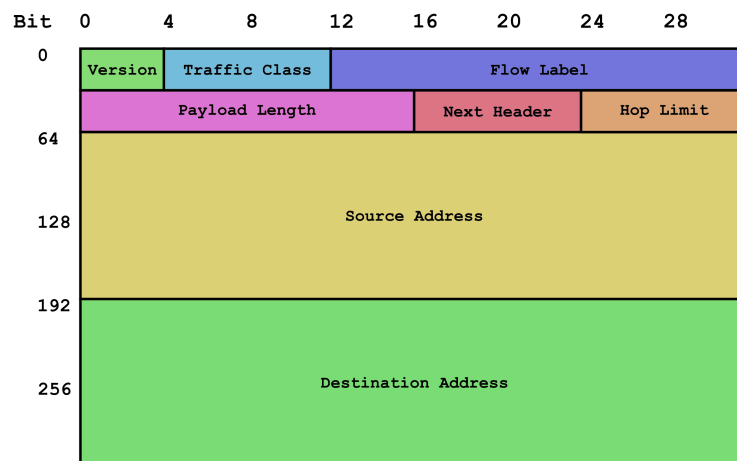 Bit 0 4 8 12 16 20 24 28
0 Version Traffic Class Flow Label
Payload Length Next Header Hop Limit
64
128 Source Address
192
256 Destination Address